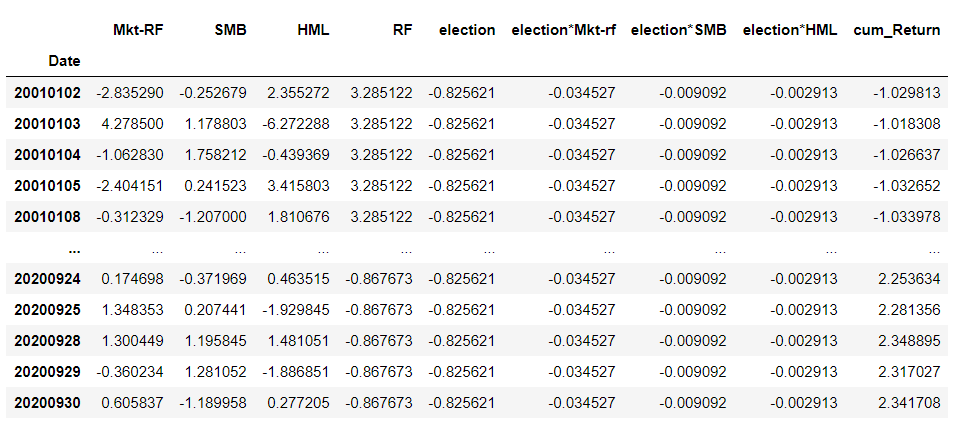 Mkt-RF SMB HML RF election election*Mkt-rf election*SMB election*HML cum_Return
Date
20010102 -2.835290 -0.252679 2.355272 3.285122 -0.825621 -0.034527 -0.009092 -0.002913 -1.029813
20010103 4.278500 1.178803 -6.272288 3.285122 -0.825621 -0.034527 -0.009092 -0.002913 -1.018308
20010104 -1.062830 1.758212 -0.439369 3.285122 -0.825621 -0.034527 -0.009092 -0.002913 -1.026637
20010105 -2.404151 0.241523 3.415803 3.285122 -0.825621 -0.034527 -0.009092 -0.002913 -1.032652
20010108 -0.312329 -1.207000 1.810676 3.285122 -0.825621 -0.034527 -0.009092 -0.002913 -1.033978
... ... ... ... ... ... ... ... ... ...
20200924 0.174698 -0.371969 0.463515 -0.867673 -0.825621 -0.034527 -0.009092 -0.002913 2.253634
20200925 1.348353 0.207441 -1.929845 -0.867673 -0.825621 -0.034527 -0.009092 -0.002913 2.281356
20200928 1.300449 1.195845 1.481051 -0.867673 -0.825621 -0.034527 -0.009092 -0.002913 2.348895
20200929 -0.360234 1.281052 -1.886851 -0.867673 -0.825621 -0.034527 -0.009092 -0.002913 2.317027
20200930 0.605837 -1.189958 0.277205 -0.867673 -0.825621 -0.034527 -0.009092 -0.002913 2.341708